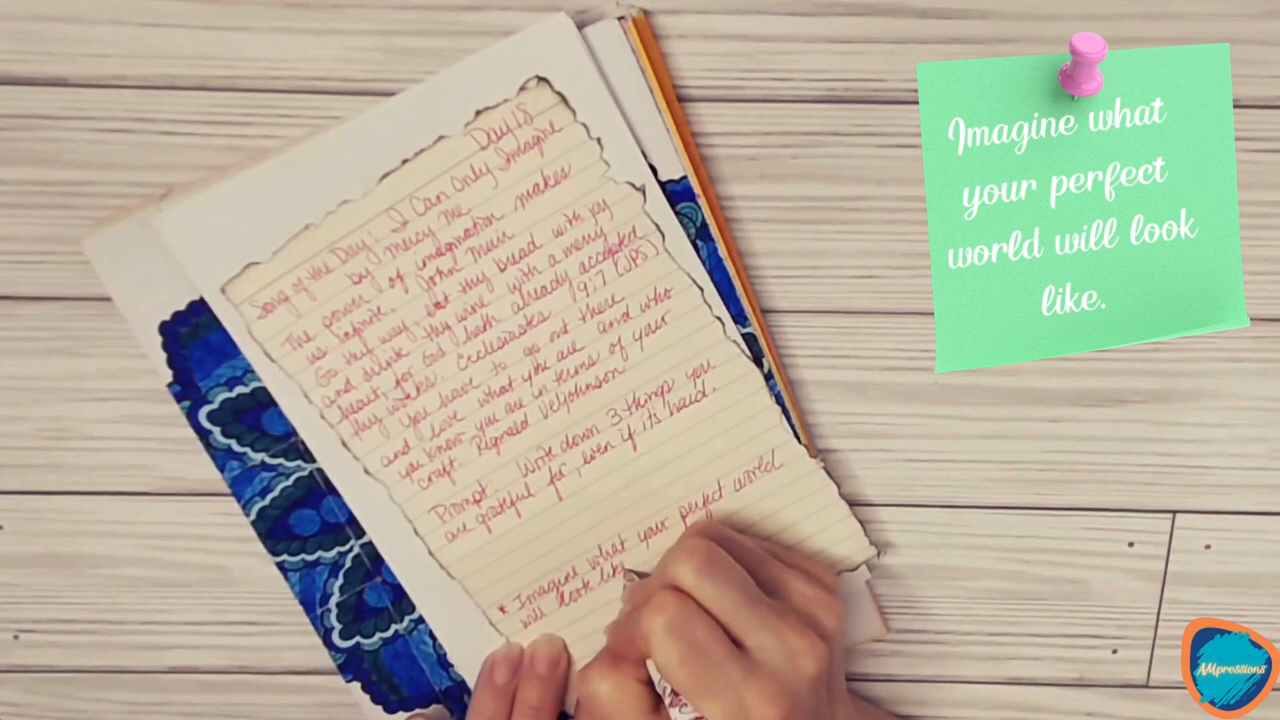 Day 18
Song of the Day: I Can Only Imagine
by Mercy Me
The power of imagination makes
us infinite. John Muir
Go thy way, eat thy bread with joy
and drink thy wine with a merry
heart, for God hath already accepted
thy works. Ecclesiastes 9:7 (JPS)
You have to go out there
and love what you are and who
you know you are in terms of your
craft. Reginald VelJohnson
Prompt: Write down 3 things you
are grateful for, even if it's hard.
* Imagine what your perfect world
will look like
Imagine what
your perfect
world will look
like.
AMpressions